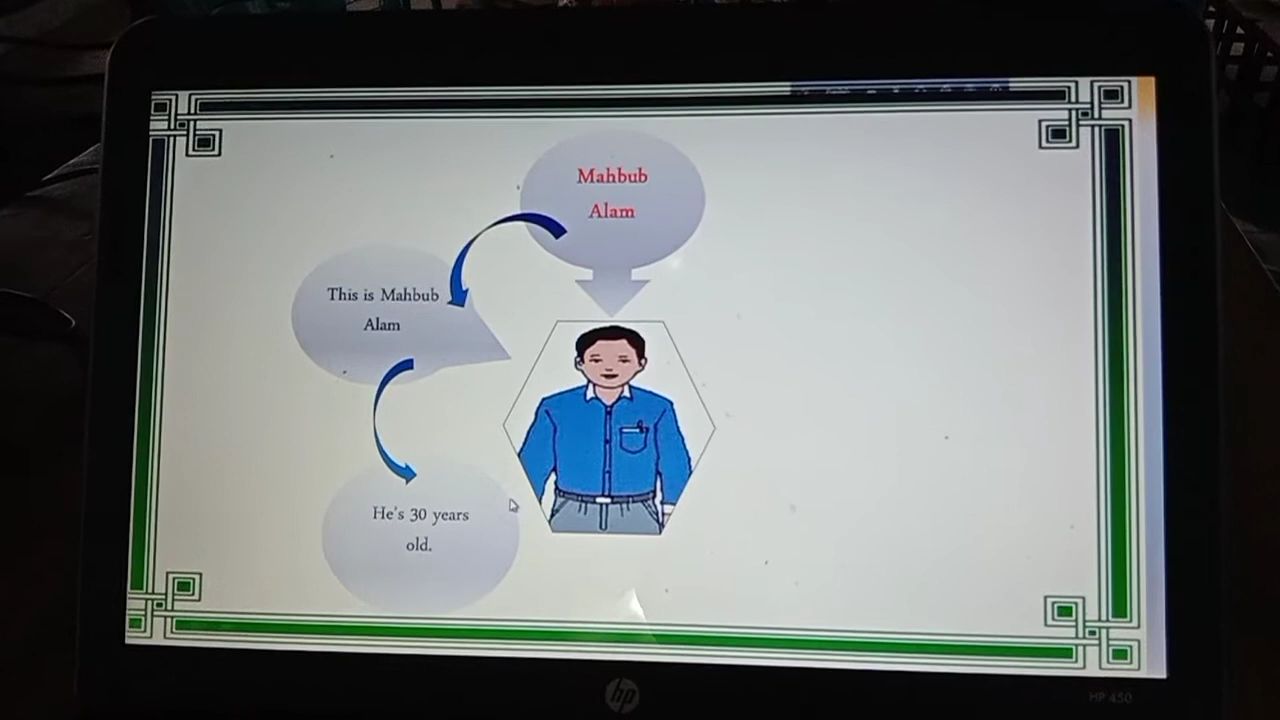 Mahbub
Alam
This is Mahbub
Alam
He's 30 years
old.
hp
HP 450